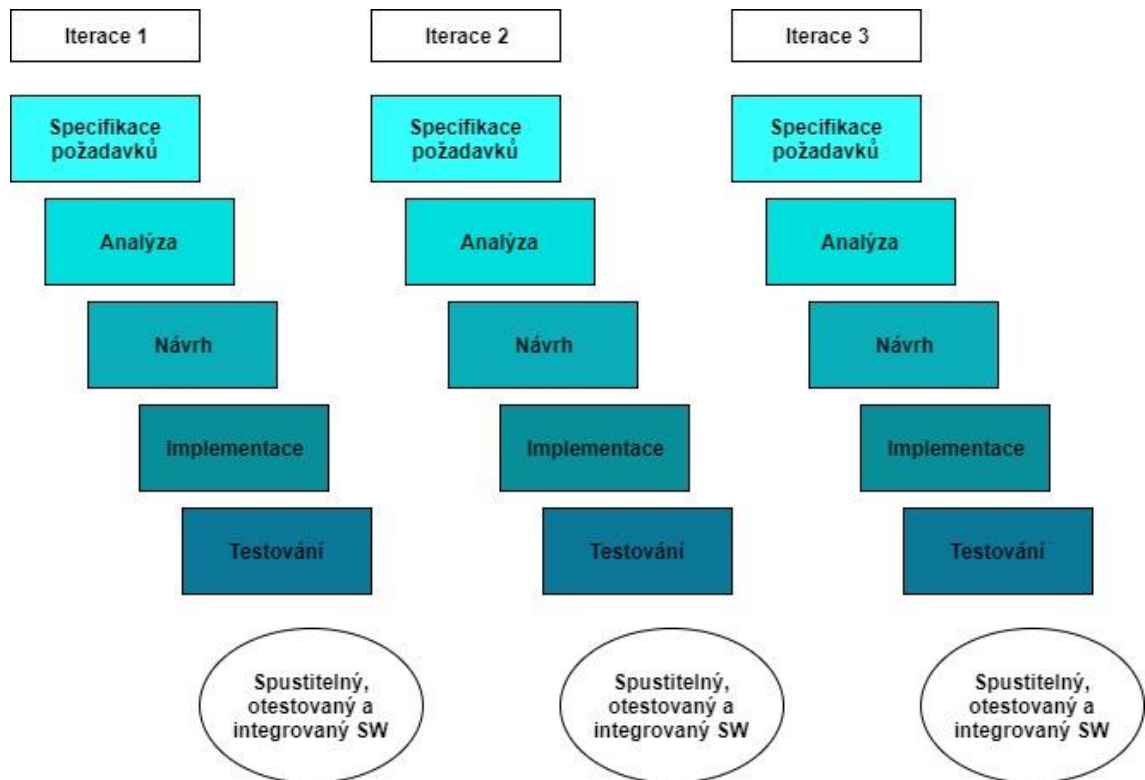 Iterace 1
Specifikace
požadavků
Analýza
Návrh
Implementace
Testování
Spustitelný,
otestovaný a
integrovaný SW
Iterace 2
Specifikace
požadavků
Analýza
Návrh
Implementace
Testování
Spustitelný,
otestovaný a
integrovaný SW
Iterace 3
Specifikace
požadavků
Analýza
Návrh
Implementace
Testování
Spustitelný,
otestovaný a
integrovaný SW